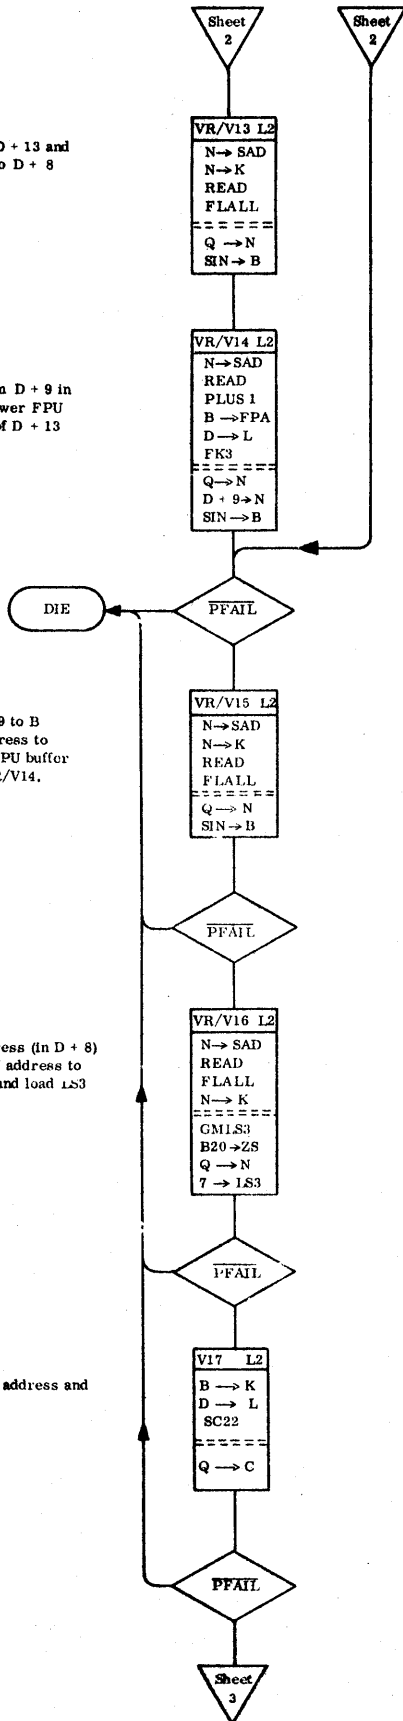 Sheet
2
Sheet
2
D + 13 and
D + 8
VR/V13 L2
N→ SAD
N→ K
READ
FLALL
Q → N
SIN→ B
D + 9 in
wer FPU
D + 13
VR/V14 L2
N→ SAD
READ
PLUS 1
B →FPA
D→ L
FK3
Q→ N
D + 9→N
SIN→ B
DIE
PFAIL
9 to B
ress to
PU buffer
/V14.
VR/V15 L2
N→SAD
N→ K
READ
FLALL
Q→ N
SIN→ B
PFAIL
ress (in D + 8)
address to
and load LS3
VR/V16 L2
N→ SAD
READ
FLALL
N→ K
GMLS3
B20→ZS
Q → N
7 → LS3
PFAIL
address and
V17 L2
B → K
D → L
SC22
Q → C
PFAIL
Sheet
3